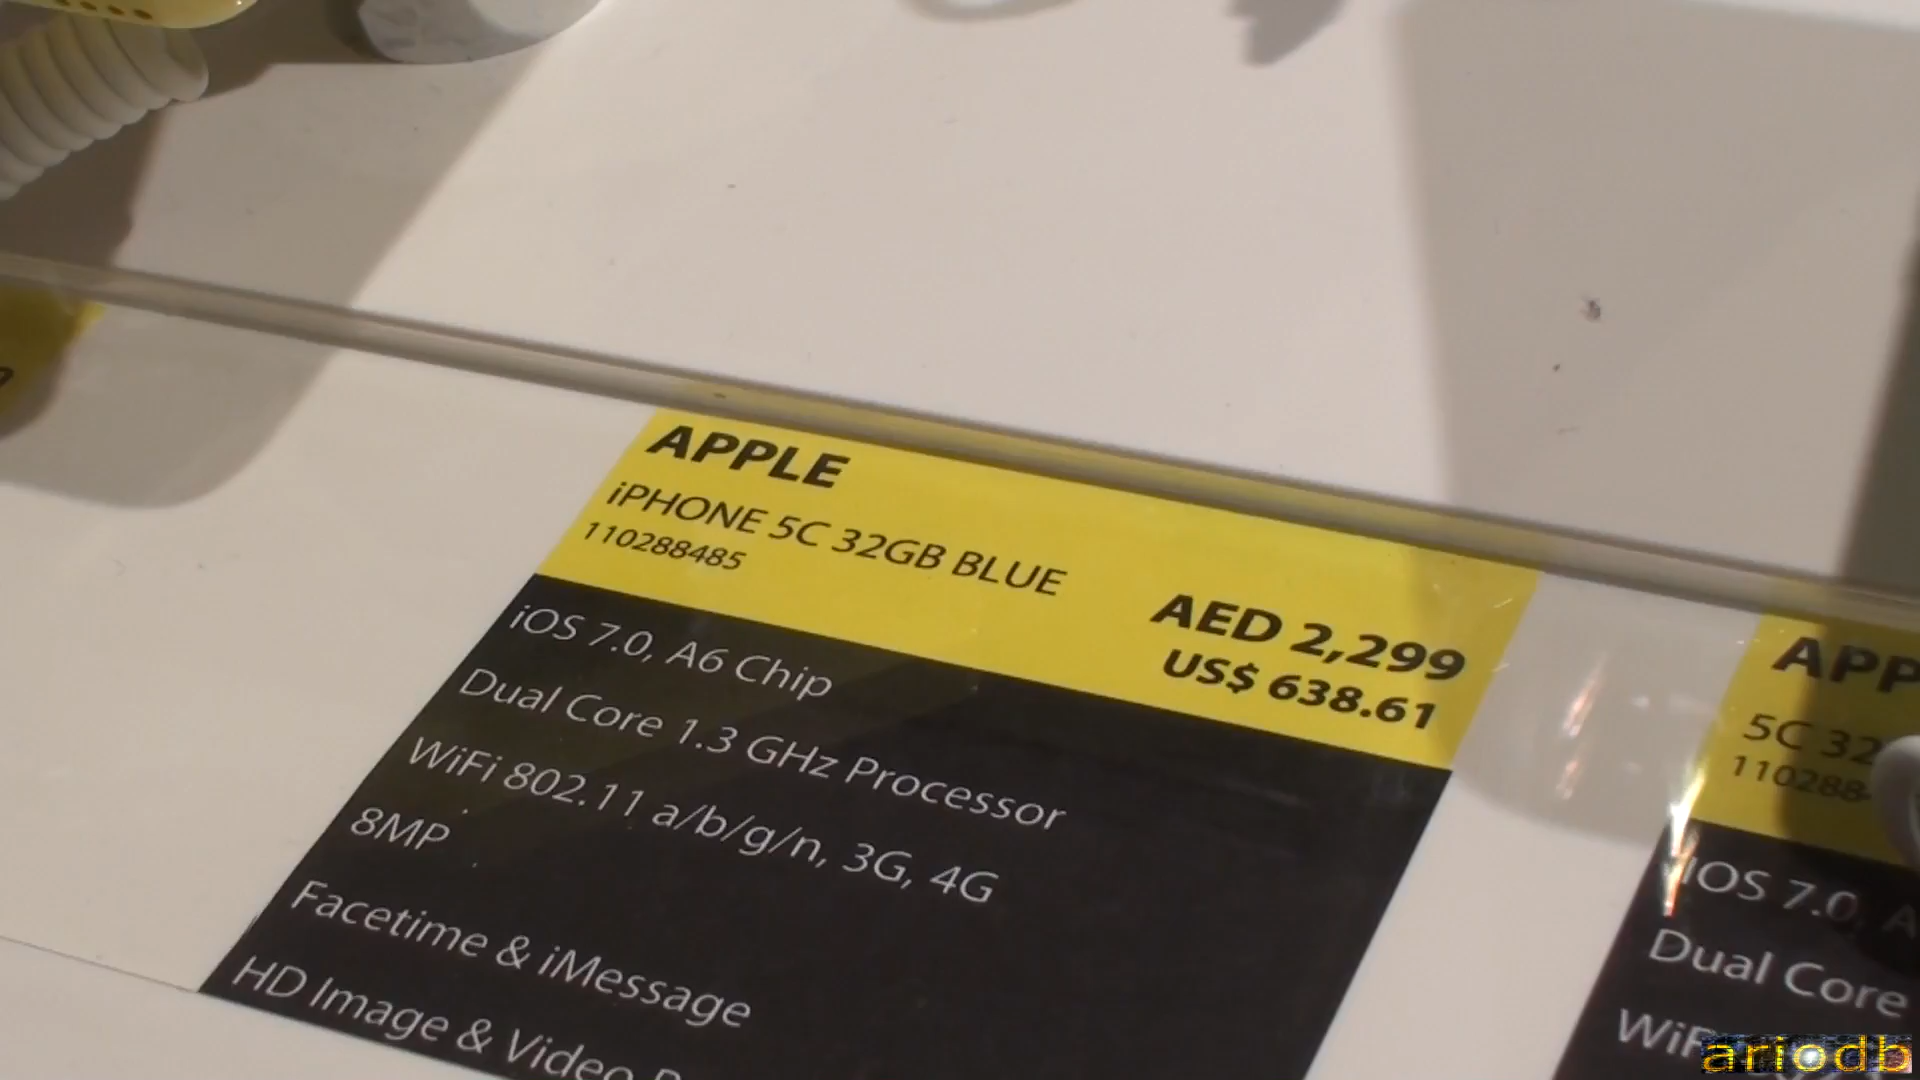 APPLE
iPHONE 5C 32GB BLUE
110288485
AED 2,299
US$ 638.61
iOS 7.0, A6 Chip
Dual Core 1.3 GHz Processor
WiFi 802.11 a/b/g/n, 3G, 4G
8MP
Facetime & iMessage
HD Image & Video
APP
5C 32
110288
iOS 7.0, A
Dual Core
WiF
ariodb